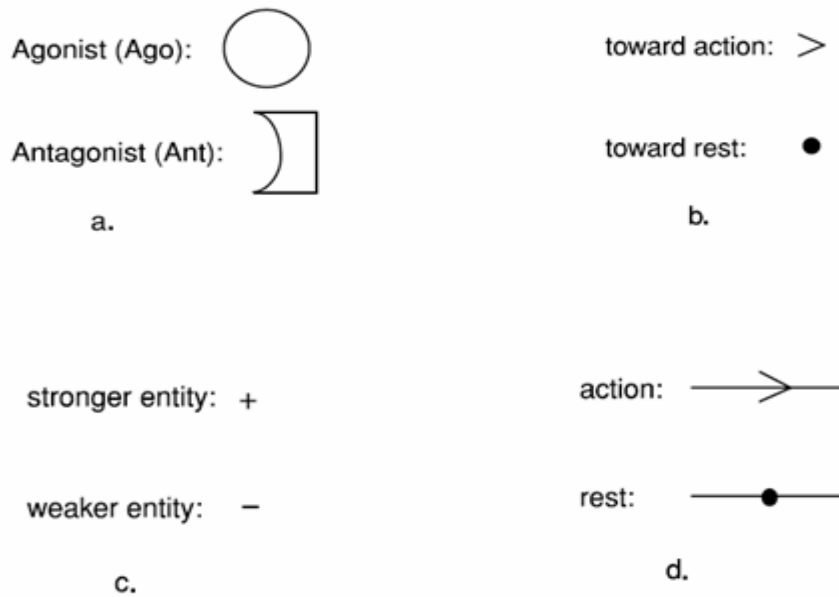 Agonist (Ago):
Antagonist (Ant):
a.
toward action:
toward rest:
b.
stronger entity: +
weaker entity: –
c.
action:
rest:
d.